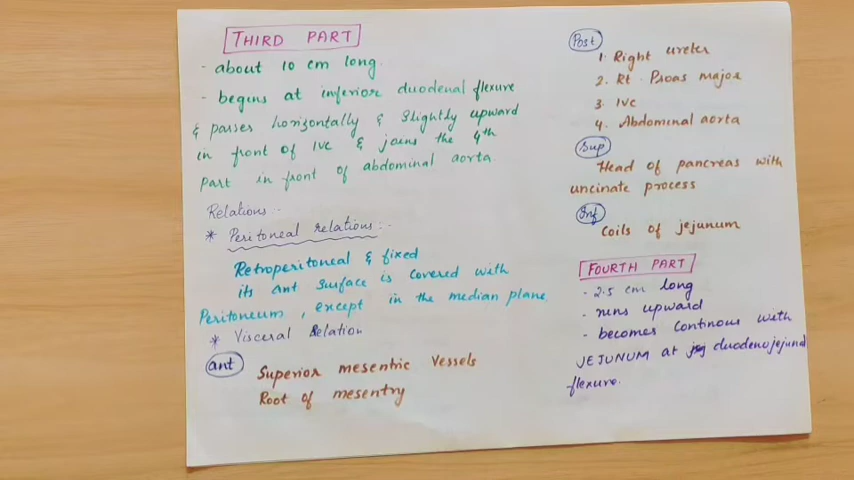 THIRD PART
- about 10 cm long
- begins at inferior duodenal flexure
& passes horizontally & slightly upward
in front of IVC & joins the 4th
part in front of abdominal aorta
Relations:-
* Peritoneal relations:-
Retroperitoneal & fixed
its ant surface is covered with
Peritoneum, except in the median plane
* Visceral Relation
ant
Superior mesentric vessels
Root of mesentry
Post
1. Right ureter
2. Rt Psoas major
3. IVC
4. Abdominal aorta
Sup
Head of pancreas with
uncinate process
Inf
coils of jejunum
FOURTH PART
- 2.5 cm long
- runs upward
- becomes continous with
JEJUNUM at duodenojejunal
flexure.